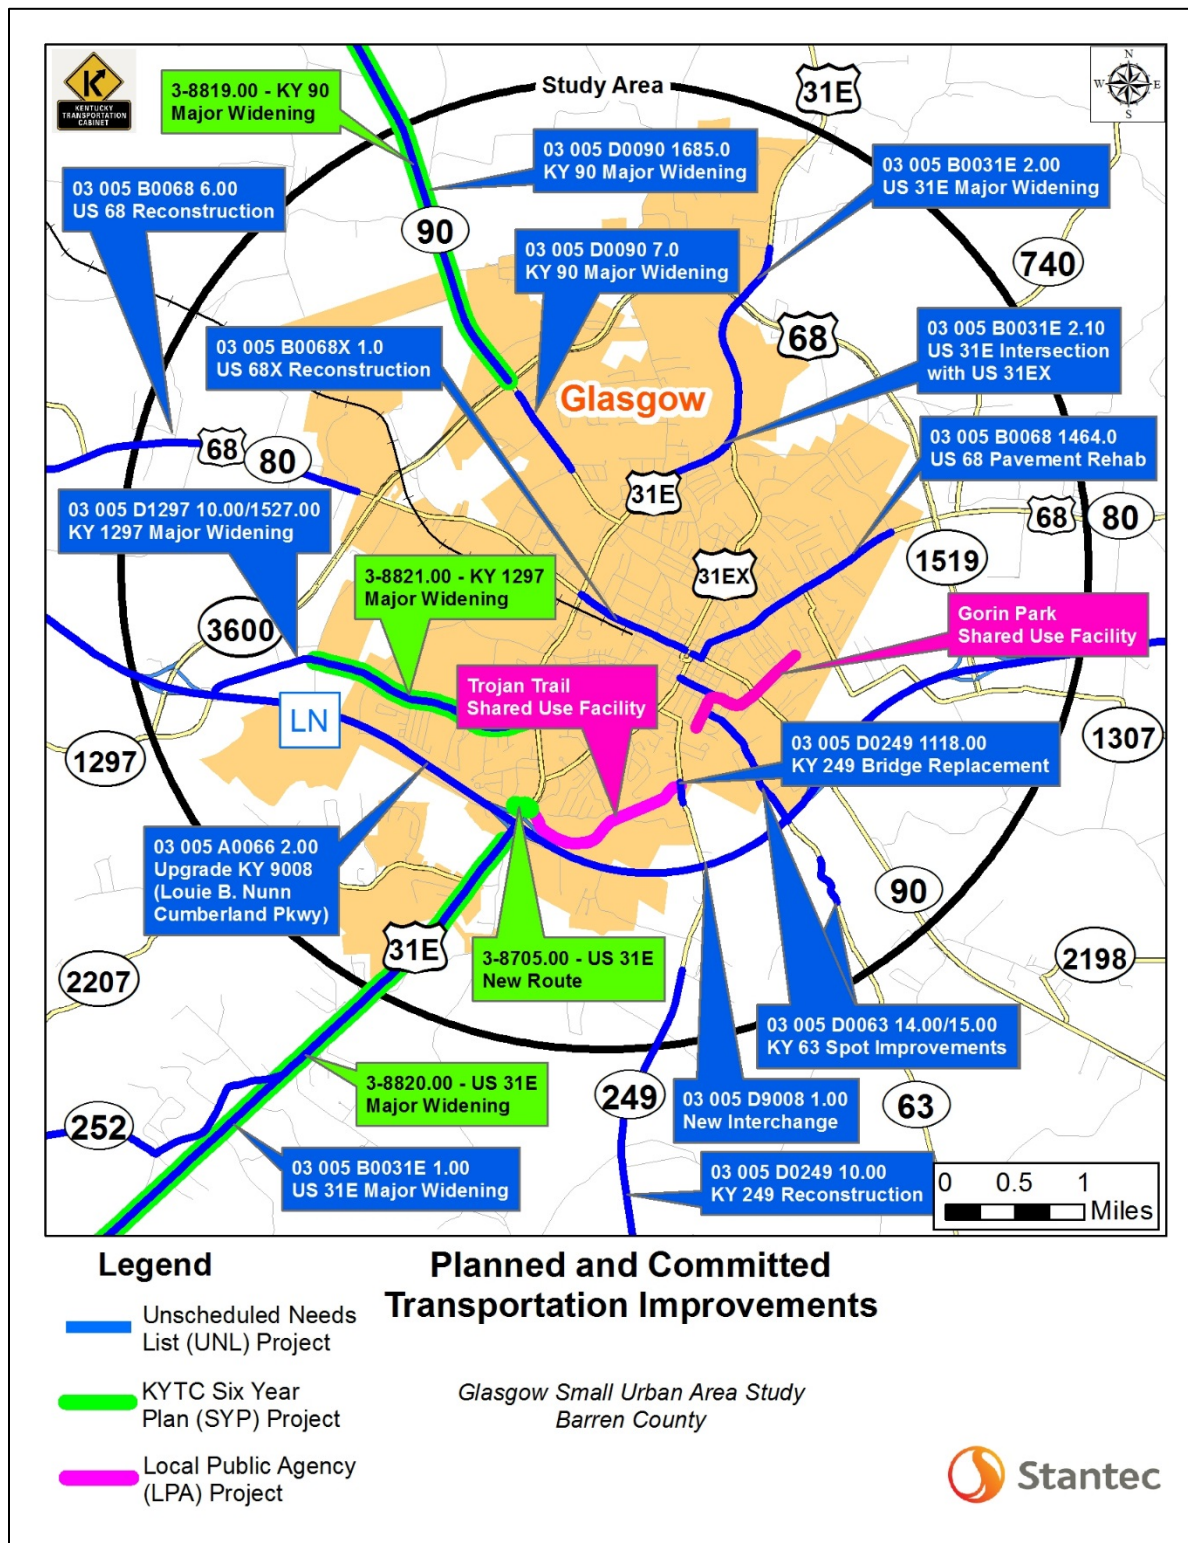 KENTUCKY
TRANSPORTATION
CABINET
3-8819.00 - KY 90
Major Widening
Study Area
31E
N
W
E
S
03 005 D0090 1685.0
KY 90 Major Widening
03 005 B0031E 2.00
US 31E Major Widening
03 005 B0068 6.00
US 68 Reconstruction
90
03 005 D0090 7.0
KY 90 Major Widening
740
03 005 B0068X 1.0
US 68X Reconstruction
68
03 005 B0031E 2.10
US 31E Intersection
with US 31EX
Glasgow
68
80
31E
03 005 B0068 1464.0
US 68 Pavement Rehab
03 005 D1297 10.00/1527.00
KY 1297 Major Widening
68
80
3-8821.00 - KY 1297
Major Widening
31EX
1519
3600
Gorin Park
Shared Use Facility
Trojan Trail
Shared Use Facility
LN
1297
03 005 D0249 1118.00
KY 249 Bridge Replacement
1307
03 005 A0066 2.00
Upgrade KY 9008
(Louie B. Nunn
Cumberland Pkwy)
90
31E
3-8705.00 - US 31E
New Route
2207
2198
03 005 D0063 14.00/15.00
KY 63 Spot Improvements
3-8820.00 - US 31E
Major Widening
249
03 005 D9008 1.00
New Interchange
63
252
03 005 B0031E 1.00
US 31E Major Widening
03 005 D0249 10.00
KY 249 Reconstruction
0 0.5 1
Miles
Legend
Unscheduled Needs
List (UNL) Project
KYTC Six Year
Plan (SYP) Project
Local Public Agency
(LPA) Project
Planned and Committed
Transportation Improvements
Glasgow Small Urban Area Study
Barren County
Stantec